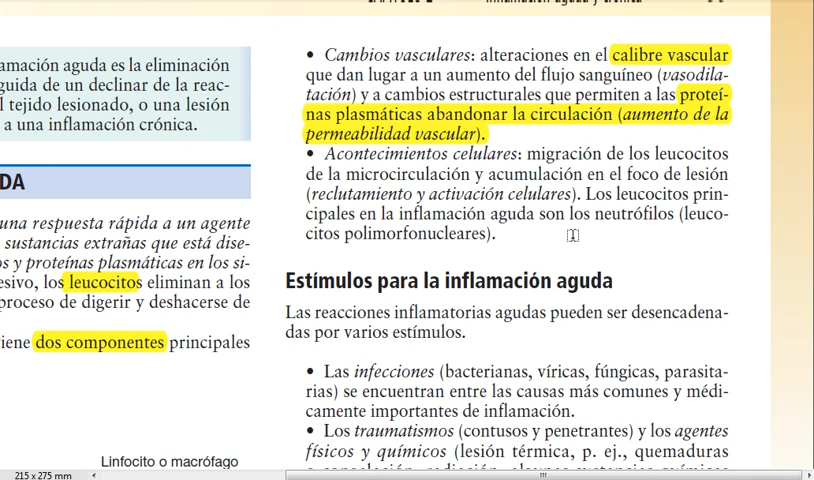 amación aguda es la eliminación
guida de un declinar de la reac-
l tejido lesionado, o una lesión
a una inflamación crónica.
DA
una respuesta rápida a un agente
sustancias extrañas que está dise-
s y proteínas plasmáticas en los si-
esivo, los leucocitos eliminan a los
proceso de digerir y deshacerse de
iene dos componentes principales
Linfocito o macrófago
• Cambios vasculares: alteraciones en el calibre vascular
que dan lugar a un aumento del flujo sanguíneo (vasodila-
tación) y a cambios estructurales que permiten a las proteí-
nas plasmáticas abandonar la circulación (aumento de la
permeabilidad vascular).
• Acontecimientos celulares: migración de los leucocitos
de la microcirculación y acumulación en el foco de lesión
(reclutamiento y activación celulares). Los leucocitos prin-
cipales en la inflamación aguda son los neutrófilos (leuco-
citos polimorfonucleares).
Estímulos para la inflamación aguda
Las reacciones inflamatorias agudas pueden ser desencadena-
das por varios estímulos.
• Las infecciones (bacterianas, víricas, fúngicas, parasita-
rias) se encuentran entre las causas más comunes y médi-
camente importantes de inflamación.
• Los traumatismos (contusos y penetrantes) y los agentes
físicos y químicos (lesión térmica, p. ej., quemaduras
215 x 275 mm